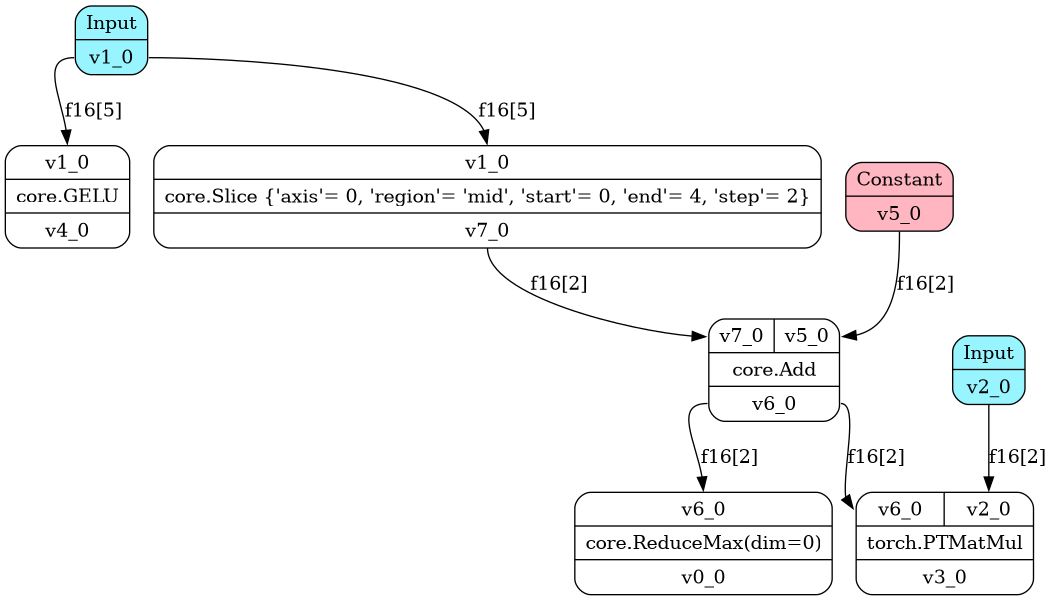 Input
v1_0
f16[5]
f16[5]
v1_0
core.GELU
v4_0
v1_0
core.Slice {'axis'= 0, 'region'= 'mid', 'start'= 0, 'end'= 4, 'step'= 2}
v7_0
Constant
v5_0
f16[2]
f16[2]
v7_0 v5_0
core.Add
v6_0
Input
v2_0
f16[2]
f16[2]
f16[2]
v6_0
core.ReduceMax(dim=0)
v0_0
v6_0 v2_0
torch.PTMatMul
v3_0